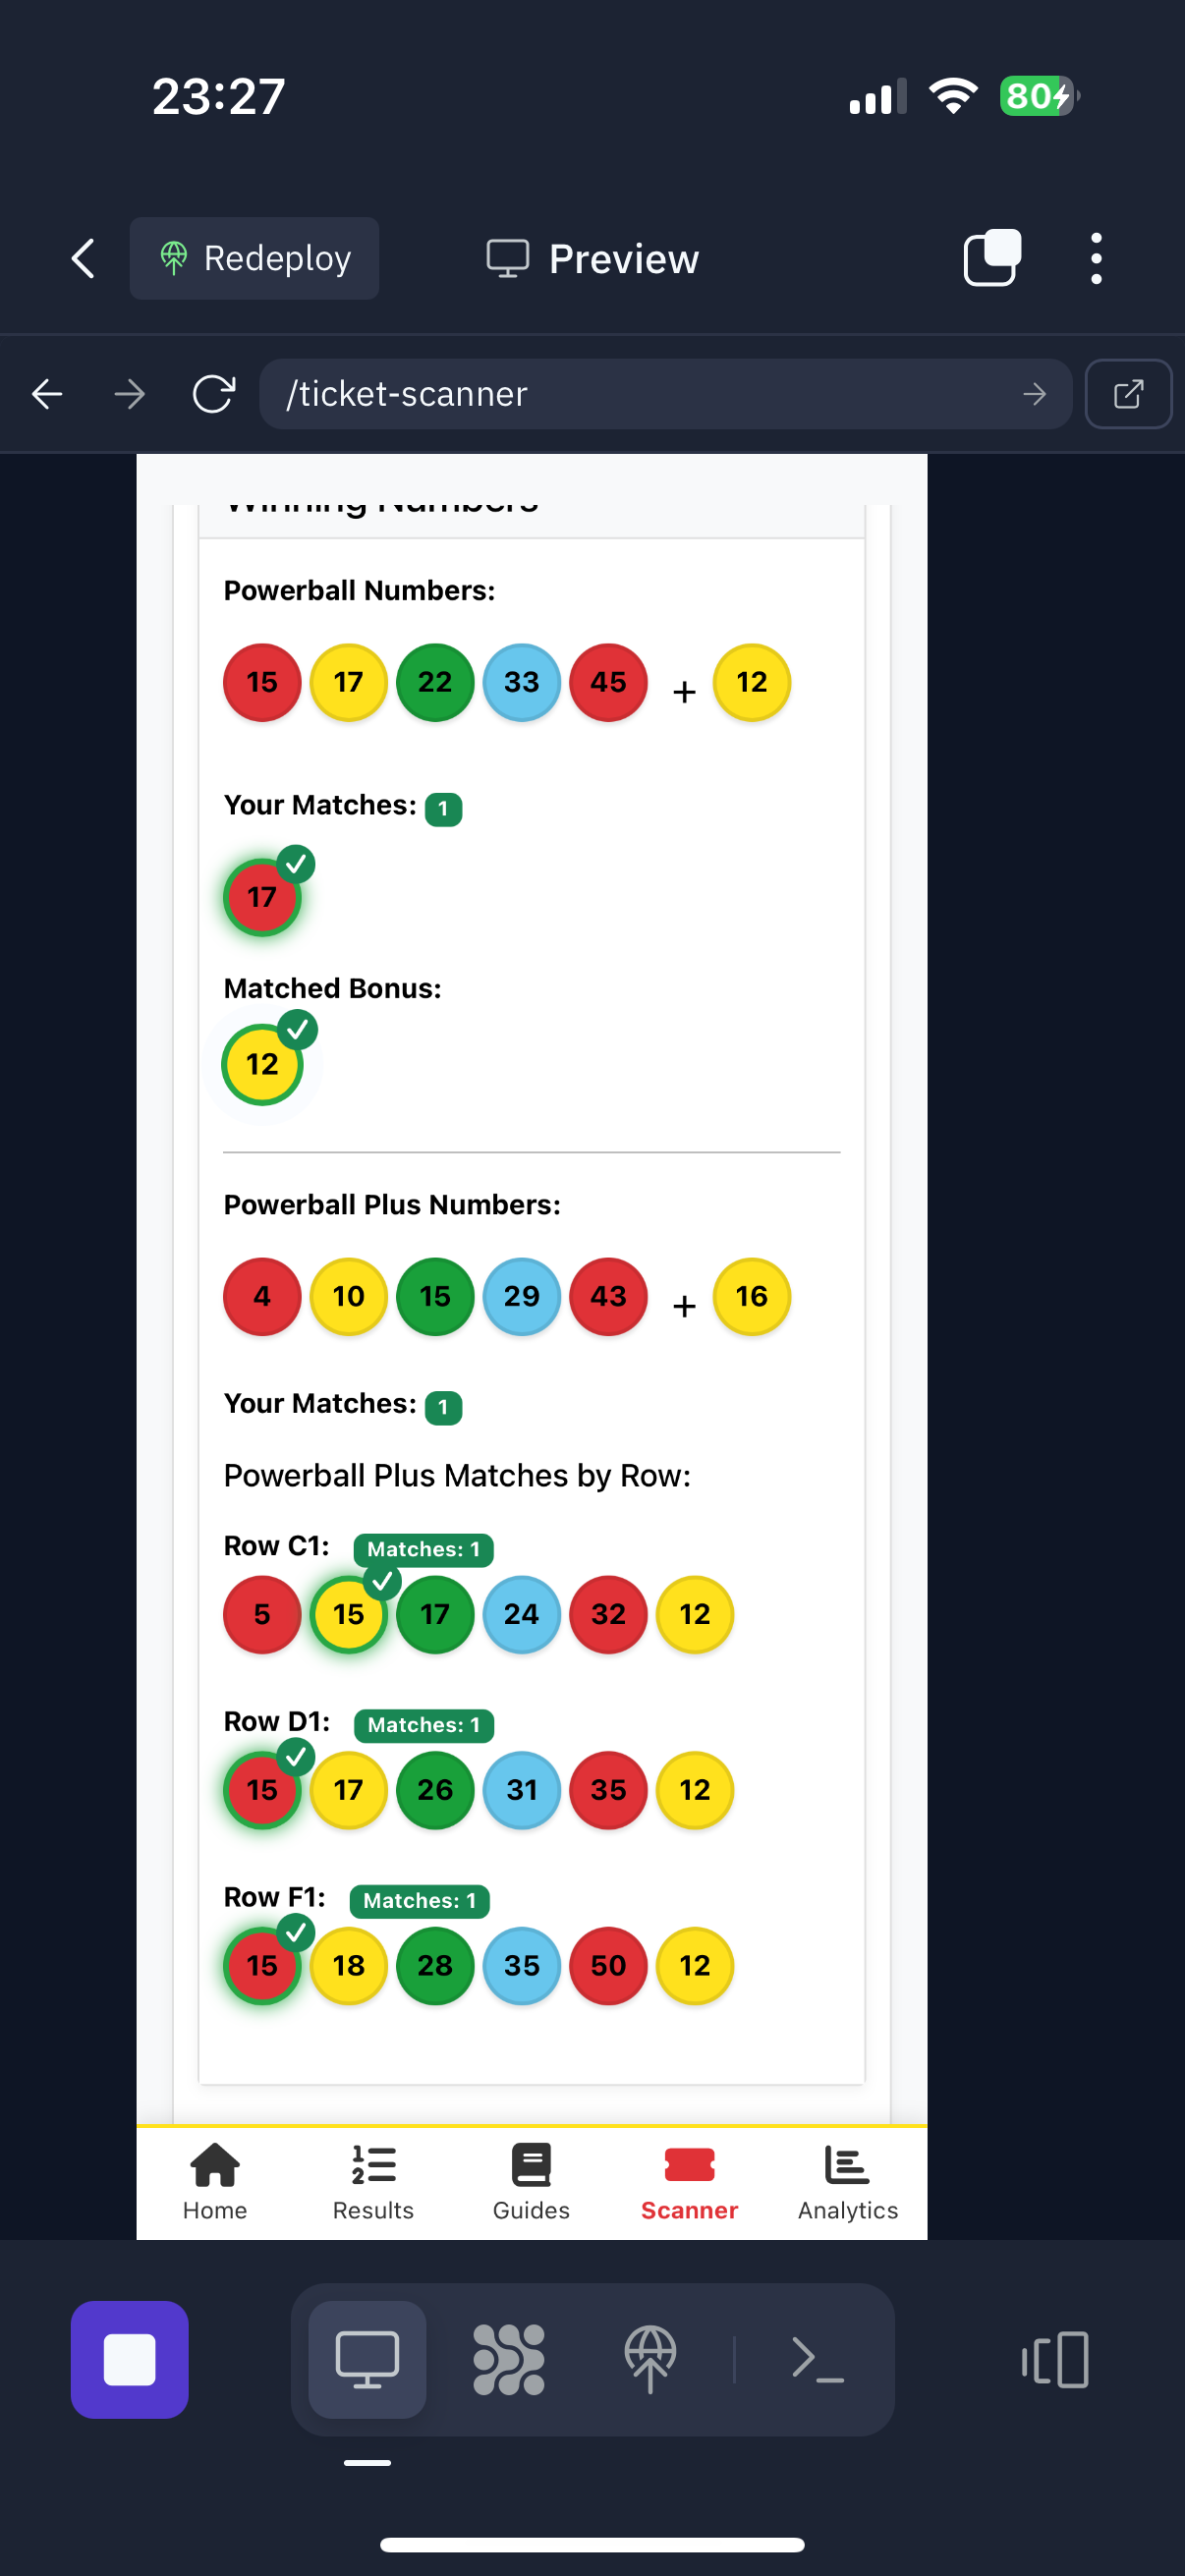 23:27
80
Redeploy
Preview
/ticket-scanner
Winning Numbers
Powerball Numbers:
15 17 22 33 45 + 12
Your Matches: 1
17
Matched Bonus:
12
Powerball Plus Numbers:
4 10 15 29 43 + 16
Your Matches: 1
Powerball Plus Matches by Row:
Row C1: Matches: 1
5 15 17 24 32 12
Row D1: Matches: 1
15 17 26 31 35 12
Row F1: Matches: 1
15 18 28 35 50 12
Home Results Guides Scanner Analytics